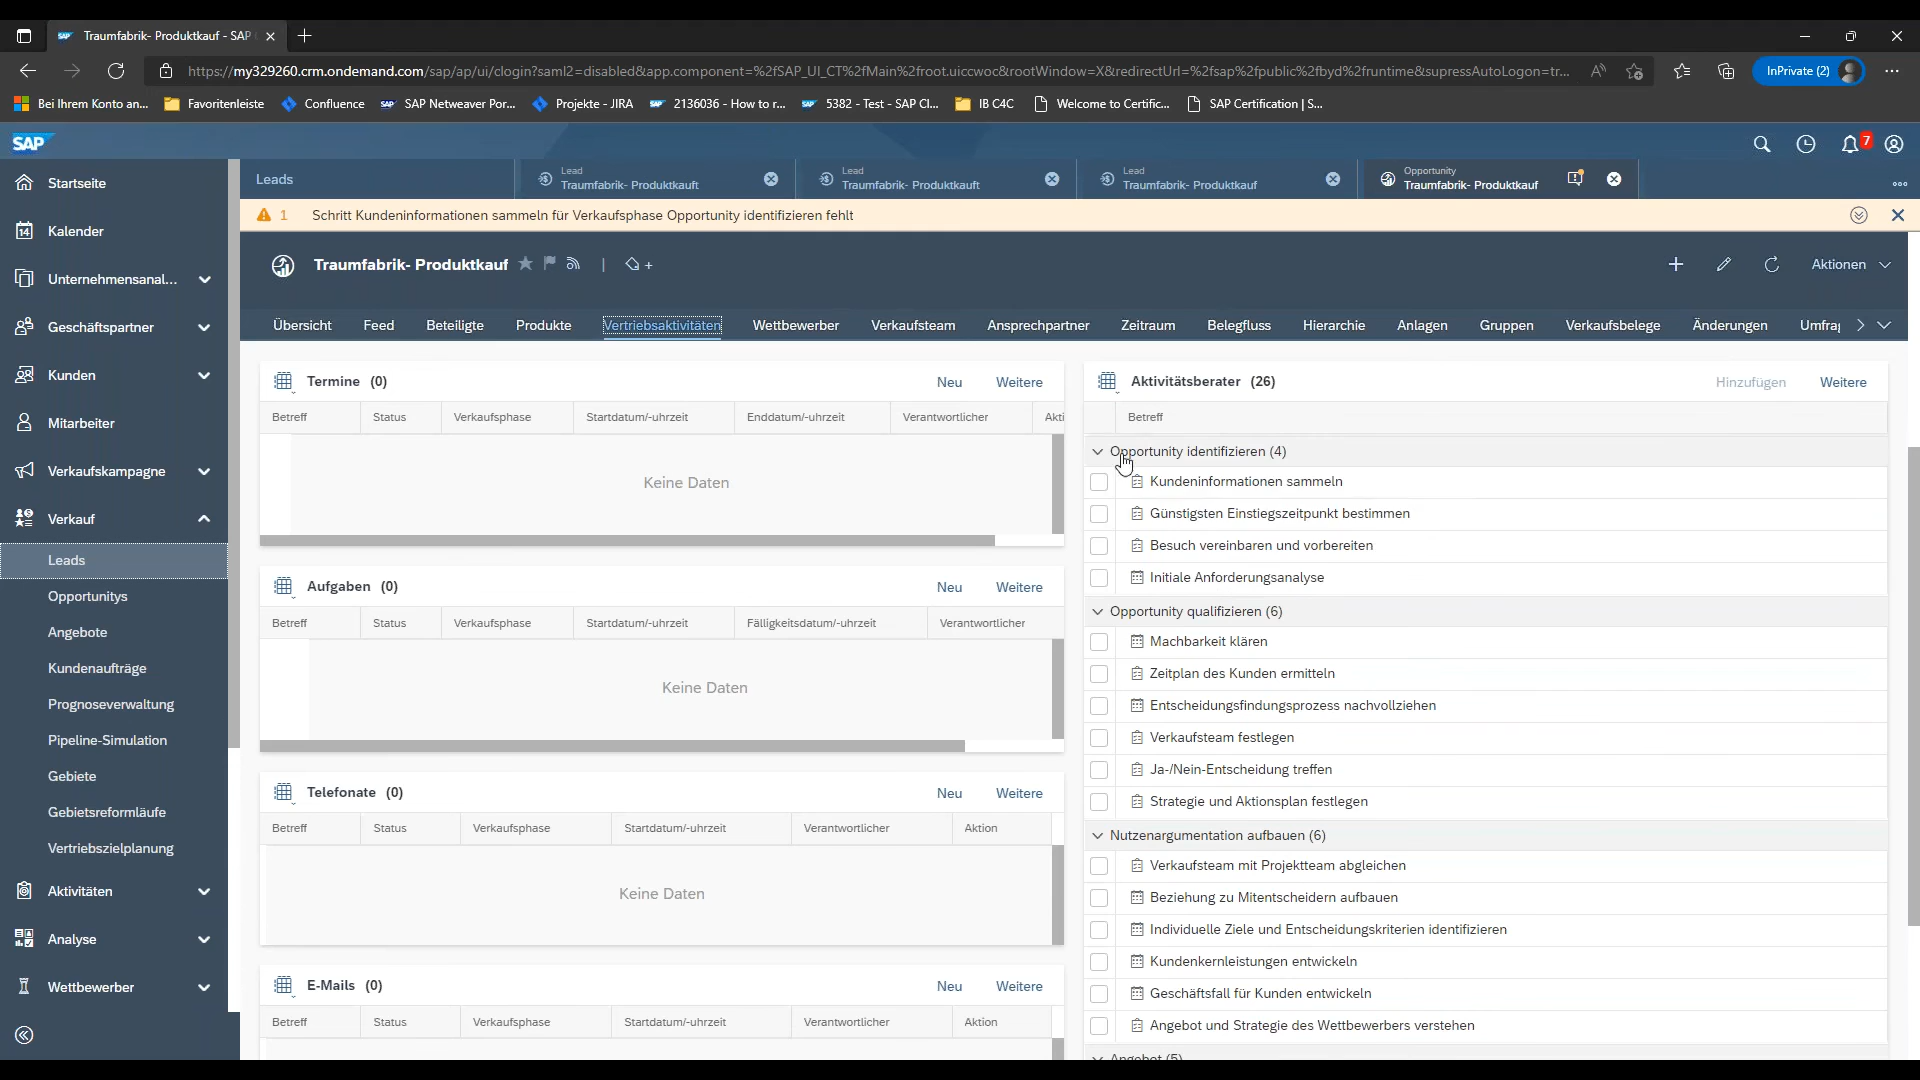 Traumfabrik- Produktkauf - SAP
https://my329260.crm.ondemand.com/sap/ap/ui/clogin?saml2=disabled&app.component=%2fSAP_UI_CT%2fMain%2froot.uiccwoc&rootWindow=X&redirectUrl=%2fsap%2fpublic%2fbyd%2fruntime&supressAutoLogon=tr...
InPrivate (2)
Bei Ihrem Konto an... Favoritenleiste Confluence SAP Netweaver Por... Projekte - JIRA 2136036 - How to r... 5382 - Test - SAP Cl... IB C4C Welcome to Certific... SAP Certification | S...
SAP
7
Startseite
Kalender
14
Unternehmensanal...
Geschäftspartner
Kunden
Mitarbeiter
Verkaufskampagne
Verkauf
Leads
Opportunitys
Angebote
Kundenaufträge
Prognoseverwaltung
Pipeline-Simulation
Gebiete
Gebietsreformläufe
Vertriebszielplanung
Aktivitäten
Analyse
Wettbewerber
Leads
Lead
Traumfabrik- Produktkauft
Lead
Traumfabrik- Produktkauft
Lead
Traumfabrik- Produktkauf
Opportunity
Traumfabrik- Produktkauf
1 Schritt Kundeninformationen sammeln für Verkaufsphase Opportunity identifizieren fehlt
Traumfabrik- Produktkauf
Aktionen
Übersicht Feed Beteiligte Produkte Vertriebsaktivitäten Wettbewerber Verkaufsteam Ansprechpartner Zeitraum Belegfluss Hierarchie Anlagen Gruppen Verkaufsbelege Änderungen Umfra
Termine (0) Neu Weitere
Betreff Status Verkaufsphase Startdatum/-uhrzeit Enddatum/-uhrzeit Verantwortlicher Akti
Keine Daten
Aufgaben (0) Neu Weitere
Betreff Status Verkaufsphase Startdatum/-uhrzeit Fälligkeitsdatum/-uhrzeit Verantwortlicher
Keine Daten
Telefonate (0) Neu Weitere
Betreff Status Verkaufsphase Startdatum/-uhrzeit Verantwortlicher Aktion
Keine Daten
E-Mails (0) Neu Weitere
Betreff Status Verkaufsphase Startdatum/-uhrzeit Verantwortlicher Aktion
Aktivitätsberater (26) Hinzufügen Weitere
Betreff
Opportunity identifizieren (4)
Kundeninformationen sammeln
Günstigsten Einstiegszeitpunkt bestimmen
Besuch vereinbaren und vorbereiten
Initiale Anforderungsanalyse
Opportunity qualifizieren (6)
Machbarkeit klären
Zeitplan des Kunden ermitteln
Entscheidungsfindungsprozess nachvollziehen
Verkaufsteam festlegen
Ja-/Nein-Entscheidung treffen
Strategie und Aktionsplan festlegen
Nutzenargumentation aufbauen (6)
Verkaufsteam mit Projektteam abgleichen
Beziehung zu Mitentscheidern aufbauen
Individuelle Ziele und Entscheidungskriterien identifizieren
Kundenkernleistungen entwickeln
Geschäftsfall für Kunden entwickeln
Angebot und Strategie des Wettbewerbers verstehen
Angebot (5)